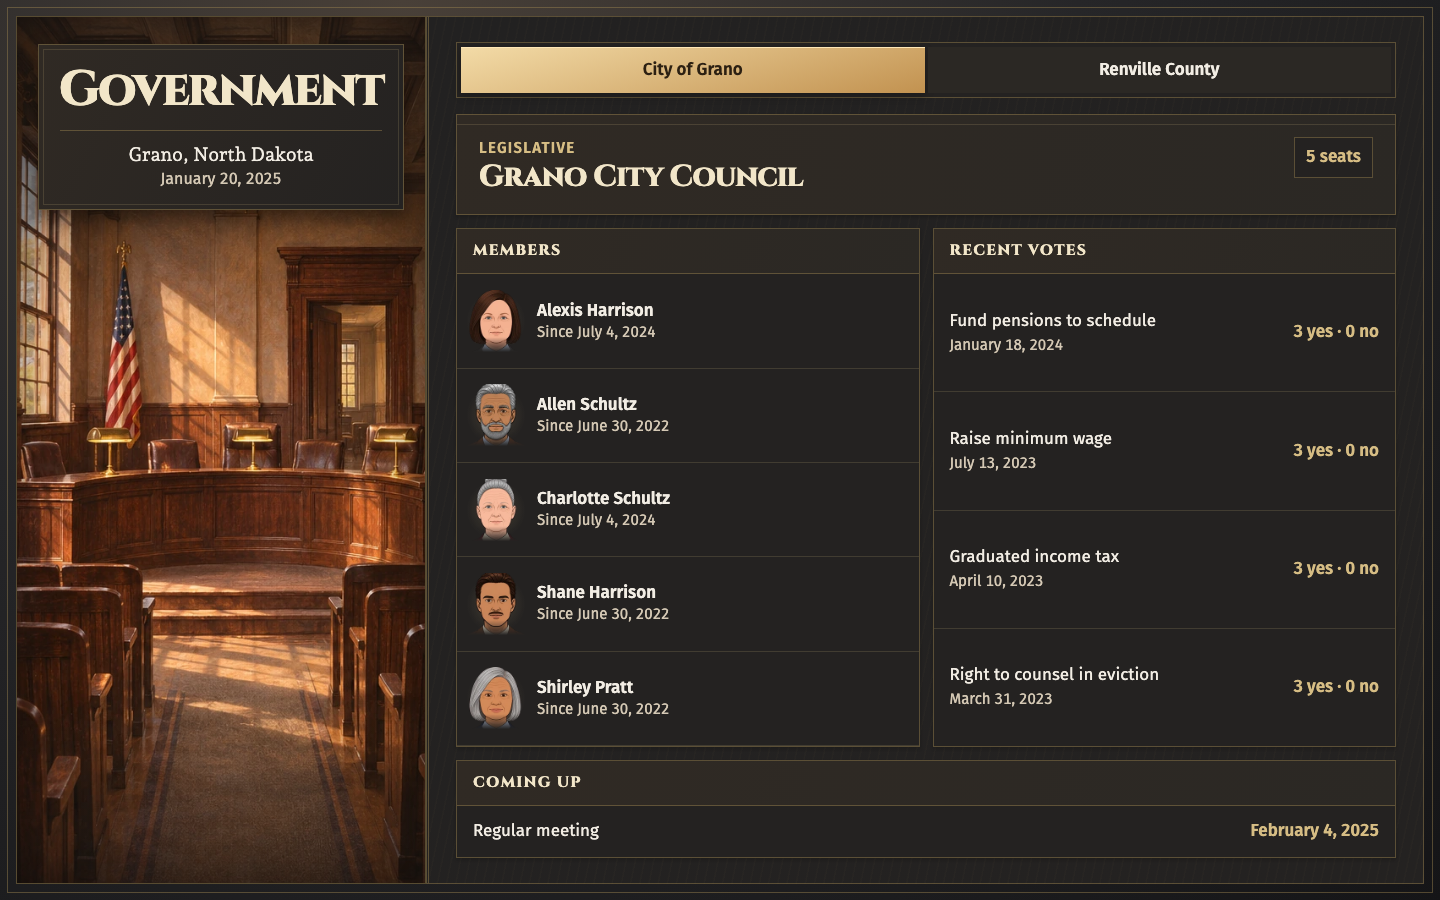 Government
Grano, North Dakota
January 20, 2025
City of Grano
Renville County
LEGISLATIVE
Grano City Council
5 seats
MEMBERS
Alexis Harrison
Since July 4, 2024
Allen Schultz
Since June 30, 2022
Charlotte Schultz
Since July 4, 2024
Shane Harrison
Since June 30, 2022
Shirley Pratt
Since June 30, 2022
RECENT VOTES
Fund pensions to schedule
January 18, 2024
3 yes · 0 no
Raise minimum wage
July 13, 2023
3 yes · 0 no
Graduated income tax
April 10, 2023
3 yes · 0 no
Right to counsel in eviction
March 31, 2023
3 yes · 0 no
COMING UP
Regular meeting
February 4, 2025